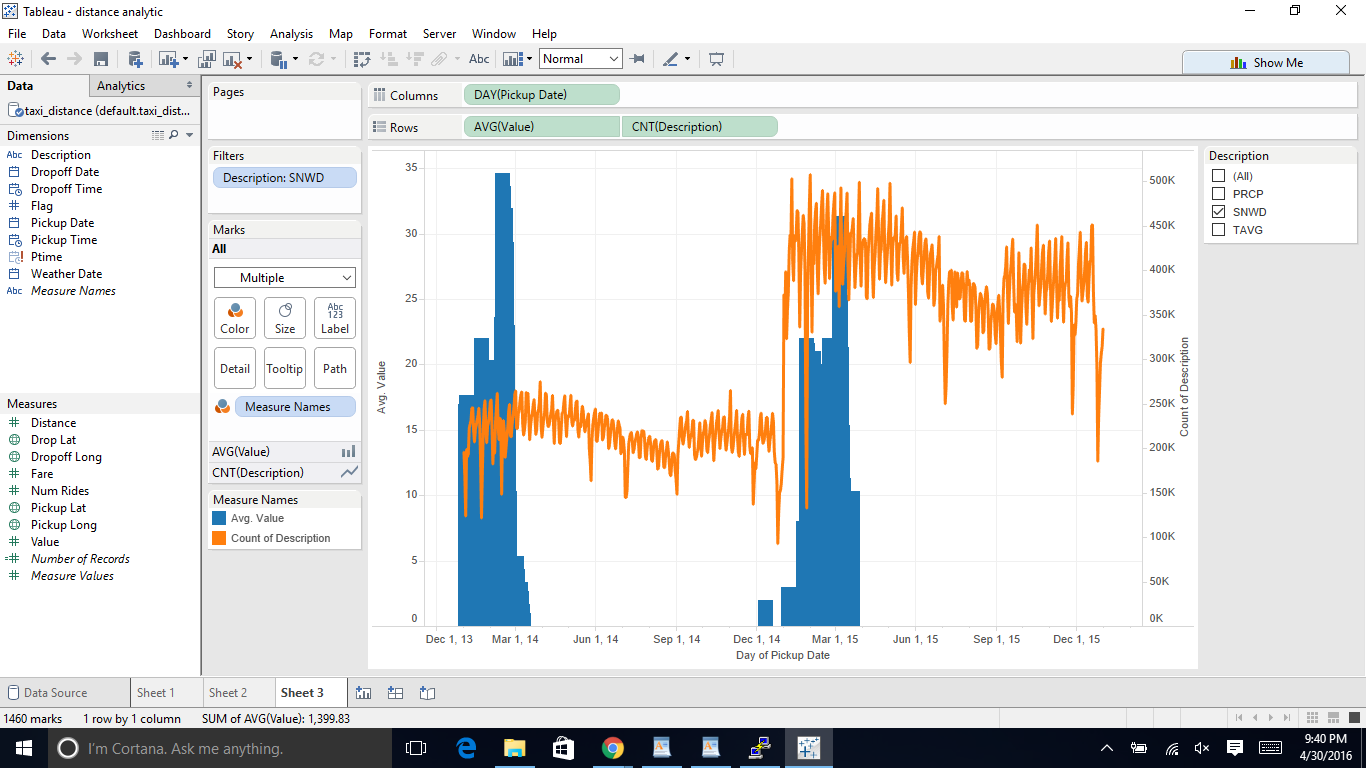 Tableau - distance analytic
File Data Worksheet Dashboard Story Analysis Map Format Server Window Help
Abc Normal Show Me
Data Analytics
taxi_distance (default.taxi_dist...
Dimensions
Abc Description
Dropoff Date
Dropoff Time
Flag
Pickup Date
Pickup Time
Ptime
Weather Date
Abc Measure Names
Measures
Distance
Drop Lat
Dropoff Long
Fare
Num Rides
Pickup Lat
Pickup Long
Value
Number of Records
Measure Values
Pages
Filters
Description: SNWD
Marks
All
Multiple
Color Size Abc 123 Label
Detail Tooltip Path
Measure Names
AVG(Value)
CNT(Description)
Measure Names
Avg. Value
Count of Description
Columns DAY(Pickup Date)
Rows AVG(Value) CNT(Description)
35
30
25
20
15
10
5
0
Avg. Value
500K
450K
400K
350K
300K
250K
200K
150K
100K
50K
0K
Count of Description
Dec 1, 13 Mar 1, 14 Jun 1, 14 Sep 1, 14 Dec 1, 14 Mar 1, 15 Jun 1, 15 Sep 1, 15 Dec 1, 15
Day of Pickup Date
Description
(All)
PRCP
SNWD
TAVG
Data Source Sheet 1 Sheet 2 Sheet 3
1460 marks 1 row by 1 column SUM of AVG(Value): 1,399.83
I'm Cortana. Ask me anything.
9:40 PM
4/30/2016